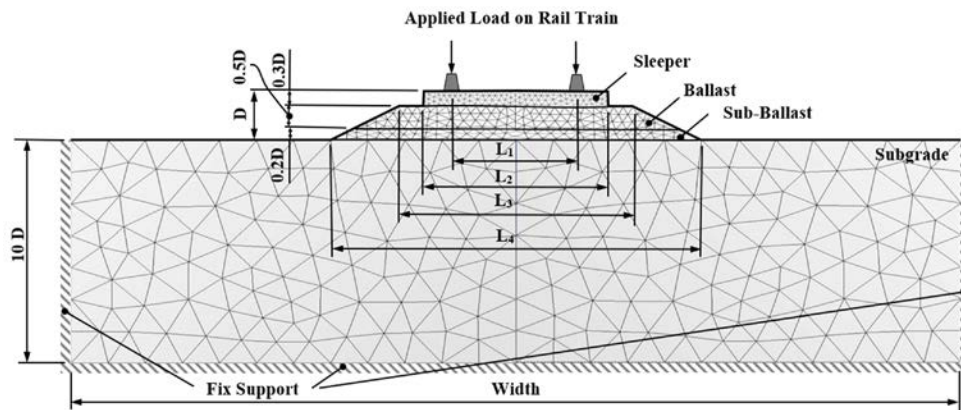 Applied Load on Rail Train
0.5D
0.3D
Sleeper
Ballast
D
Sub-Ballast
0.2D
L1
Subgrade
L2
L3
L4
10 D
Fix Support
Width